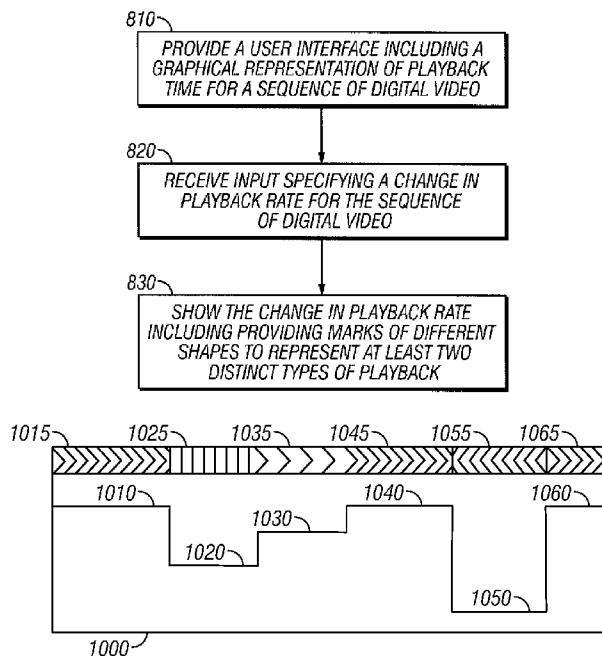 810
PROVIDE A USER INTERFACE INCLUDING A
GRAPHICAL REPRESENTATION OF PLAYBACK
TIME FOR A SEQUENCE OF DIGITAL VIDEO
820
RECEIVE INPUT SPECIFYING A CHANGE IN
PLAYBACK RATE FOR THE SEQUENCE
OF DIGITAL VIDEO
830
SHOW THE CHANGE IN PLAYBACK RATE
INCLUDING PROVIDING MARKS OF DIFFERENT
SHAPES TO REPRESENT AT LEAST TWO
DISTINCT TYPES OF PLAYBACK
1015 1025 1035 1045 1055 1065
1010 1040 1060
1030
1020
1050
1000